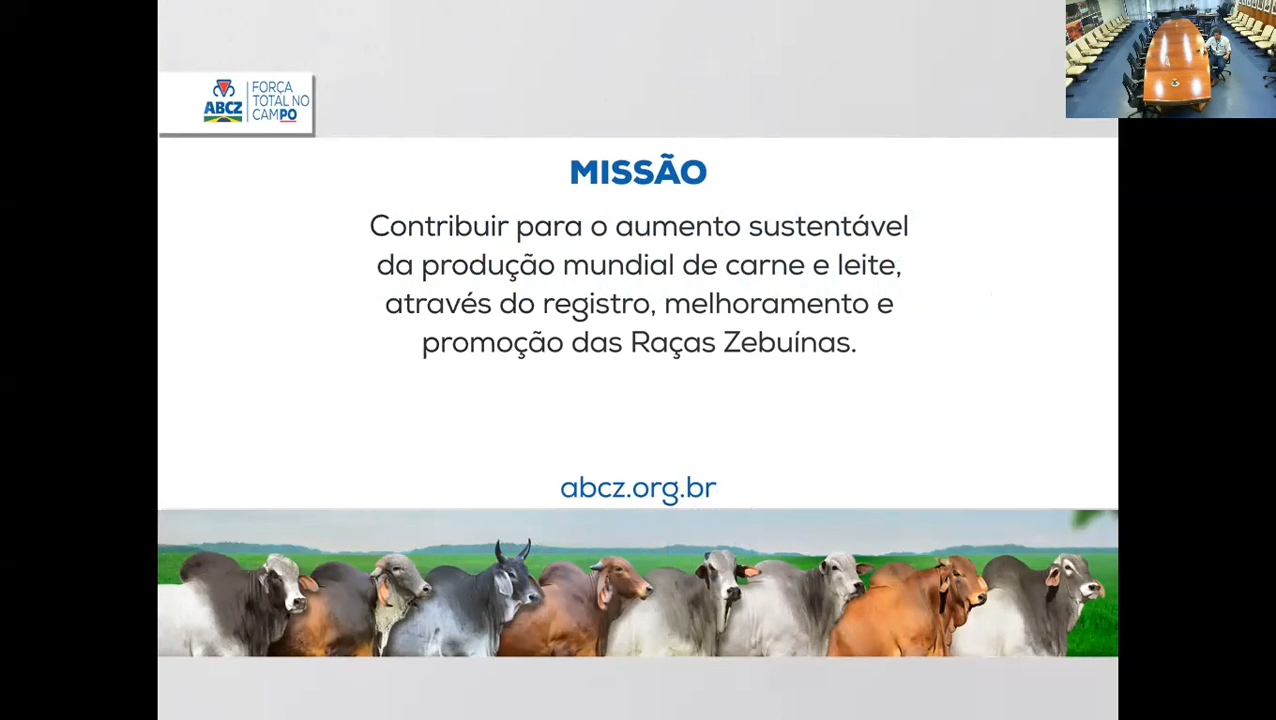 ABCZ
FORÇA
TOTAL NO
CAMPO
MISSÃO
Contribuir para o aumento sustentável
da produção mundial de carne e leite,
através do registro, melhoramento e
promoção das Raças Zebuínas.
abcz.org.br